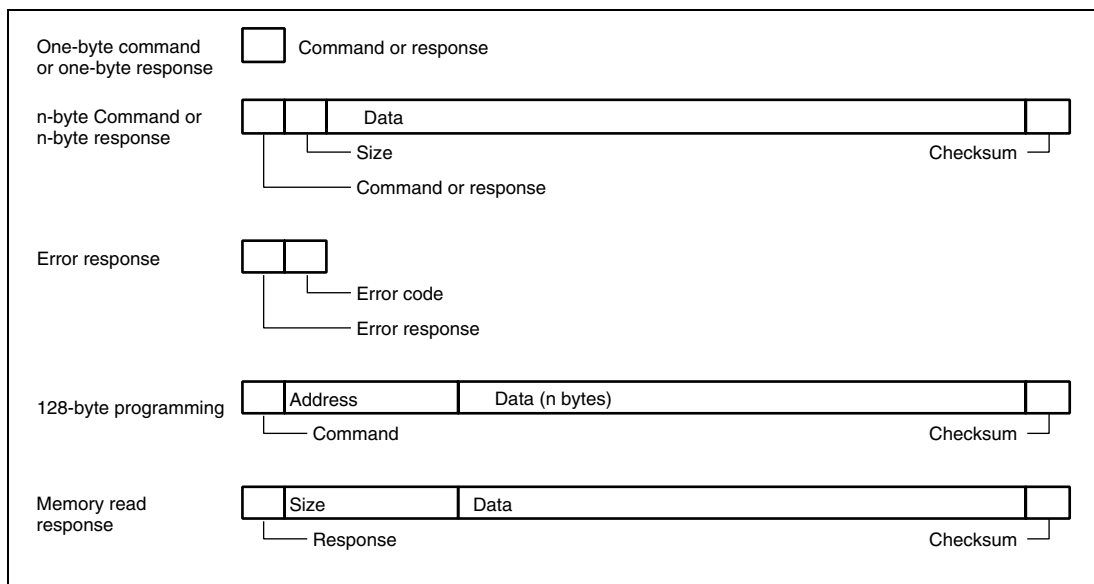 One-byte command
or one-byte response
Command or response
n-byte Command or
n-byte response
Data
Size
Checksum
Command or response
Error response
Error code
Error response
128-byte programming
Address
Data (n bytes)
Command
Checksum
Memory read
response
Size
Data
Response
Checksum